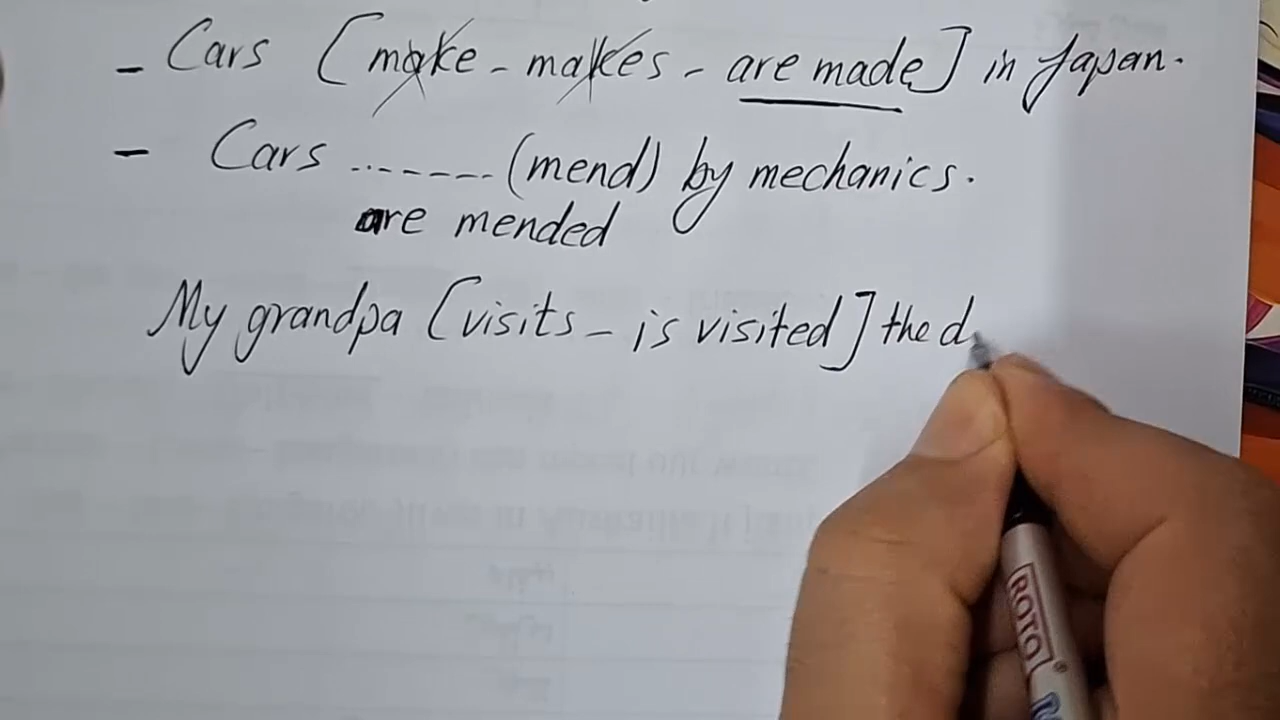 - Cars [make - makes - are made] in Japan.
- Cars ....... (mend) by mechanics.
are mended
My grandpa [visits - is visited] the d
ROTO